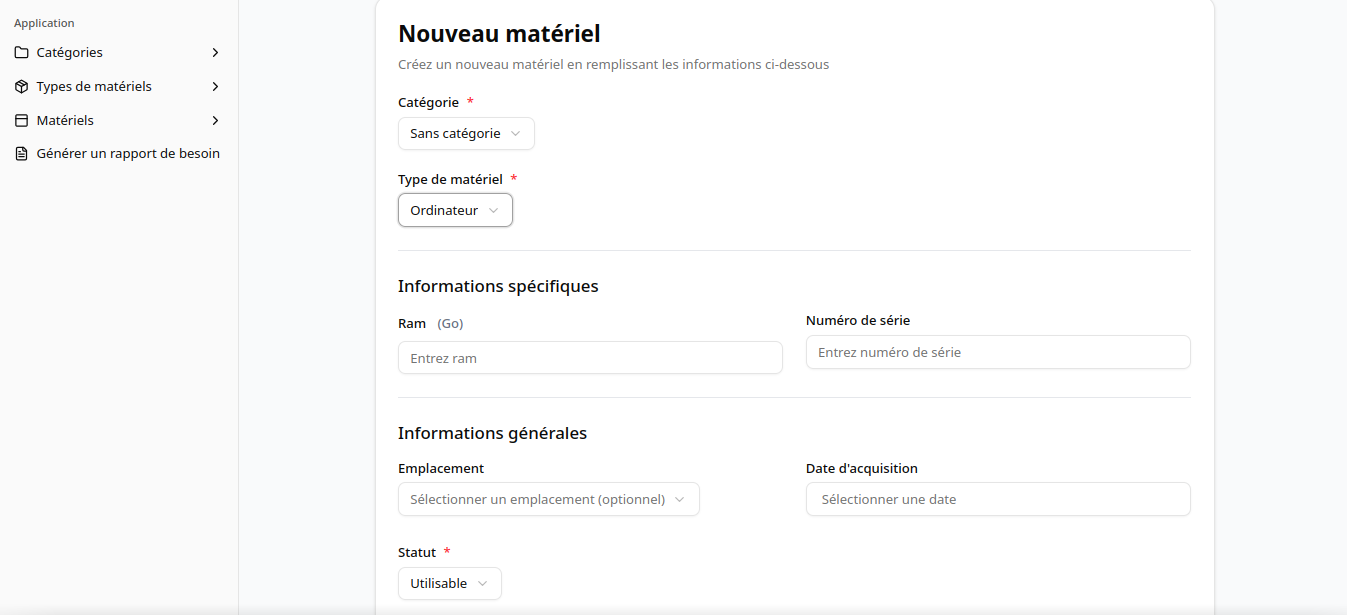 Application
Catégories
Types de matériels
Matériels
Générer un rapport de besoin
Nouveau matériel
Créez un nouveau matériel en remplissant les informations ci-dessous
Catégorie *
Sans catégorie
Type de matériel *
Ordinateur
Informations spécifiques
Ram (Go)
Entrez ram
Numéro de série
Entrez numéro de série
Informations générales
Emplacement
Sélectionner un emplacement (optionnel)
Date d'acquisition
Sélectionner une date
Statut *
Utilisable